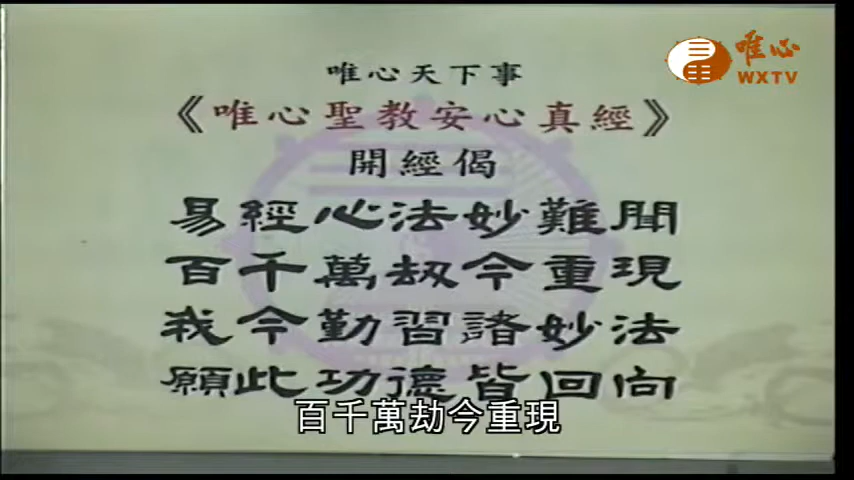 唯心
WXTV
唯心天下事
《唯心聖教安心真經》
開經偈
易經心法妙難聞
百千萬劫今重現
我今勤習諸妙法
願此功德皆回向
百千萬劫今重現